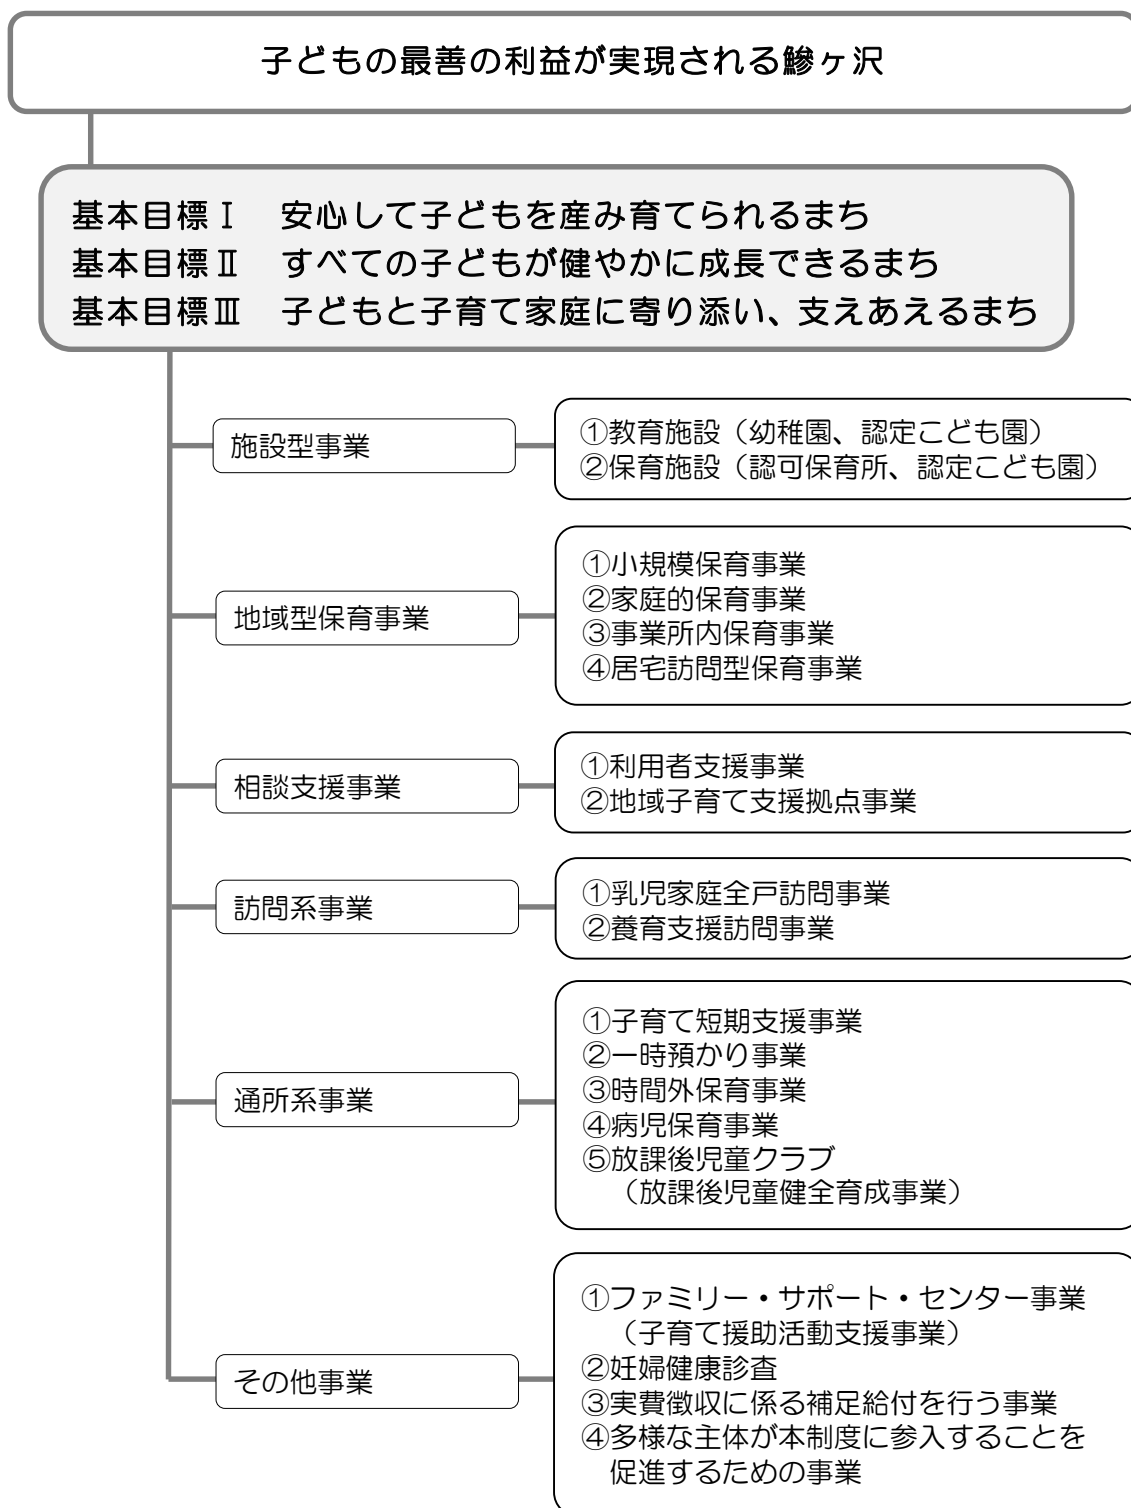 子どもの最善の利益が実現される鰺ヶ沢
基本目標Ⅰ　安心して子どもを産み育てられるまち
基本目標Ⅱ　すべての子どもが健やかに成長できるまち
基本目標Ⅲ　子どもと子育て家庭に寄り添い、支えあえるまち
施設型事業
①教育施設（幼稚園、認定こども園）
②保育施設（認可保育所、認定こども園）
地域型保育事業
①小規模保育事業
②家庭的保育事業
③事業所内保育事業
④居宅訪問型保育事業
相談支援事業
①利用者支援事業
②地域子育て支援拠点事業
訪問系事業
①乳児家庭全戸訪問事業
②養育支援訪問事業
通所系事業
①子育て短期支援事業
②一時預かり事業
③時間外保育事業
④病児保育事業
⑤放課後児童クラブ
（放課後児童健全育成事業）
その他事業
①ファミリー・サポート・センター事業
（子育て援助活動支援事業）
②妊婦健康診査
③実費徴収に係る補足給付を行う事業
④多様な主体が本制度に参入することを
促進するための事業